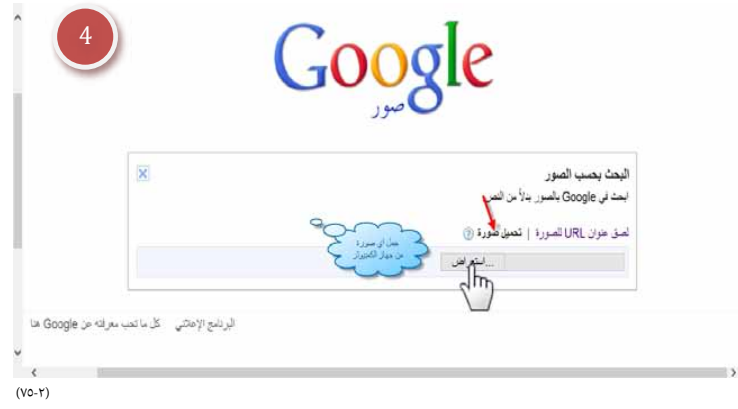 4
Google
صور
البحث بحسب الصور
ابحث في Google بالصور بدلاً من النص
لصق عنوان URL للصورة | تحميل صورة
حمل أي صورة
من جهاز الكمبيوتر
استعراض...
البرنامج الإعلاني كل ما تحب معرفته عن Google هنا
(٧٥-٢)